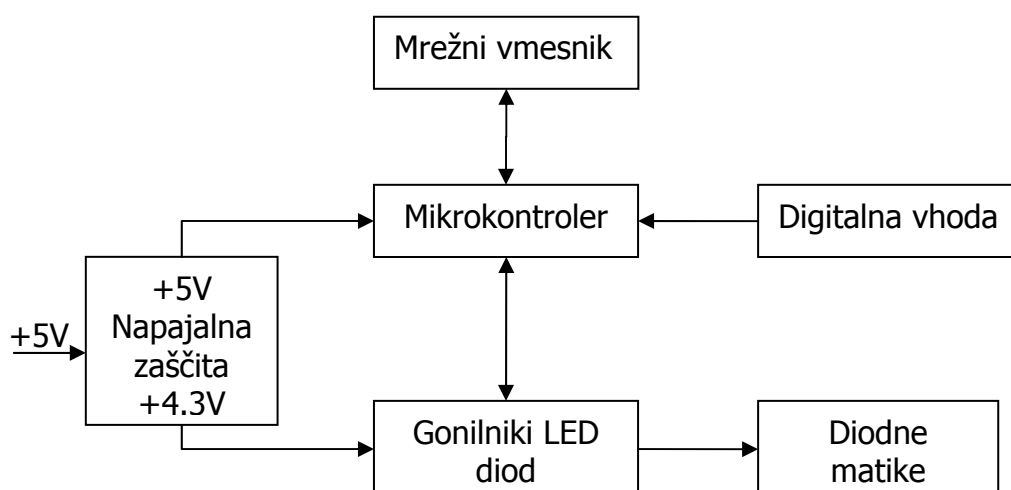 Mrežni vmesnik
Mikrokontroler
Digitalna vhoda
+5V
+5V
Napajalna
zaščita
+4.3V
Gonilniki LED
diod
Diodne
matike